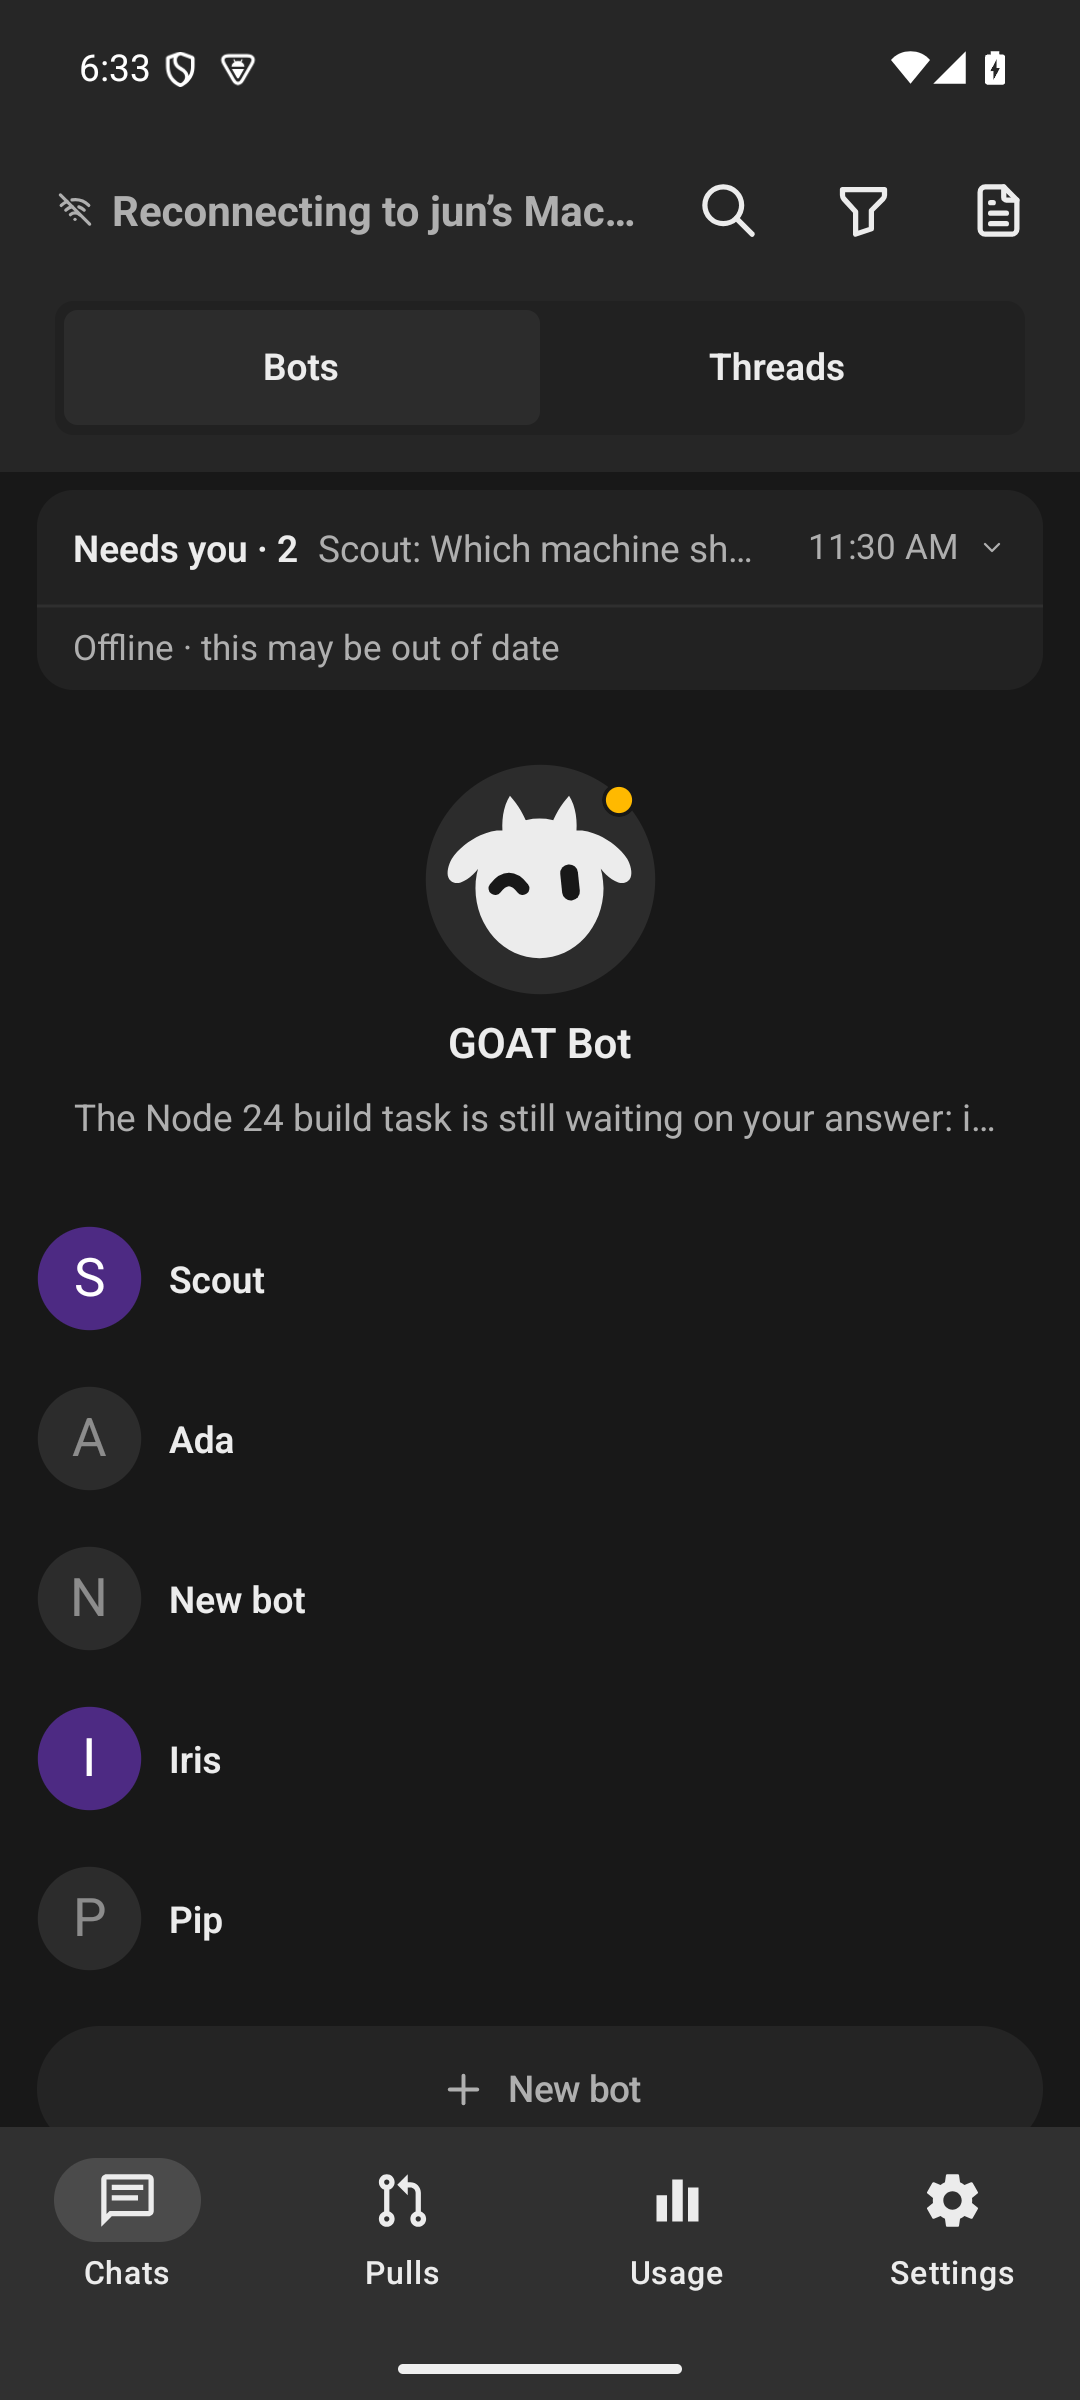 6:33
Reconnecting to jun’s Mac…
Bots
Threads
Needs you · 2 Scout: Which machine sh… 11:30 AM
Offline · this may be out of date
GOAT Bot
The Node 24 build task is still waiting on your answer: i…
S Scout
A Ada
N New bot
I Iris
P Pip
New bot
Chats
Pulls
Usage
Settings